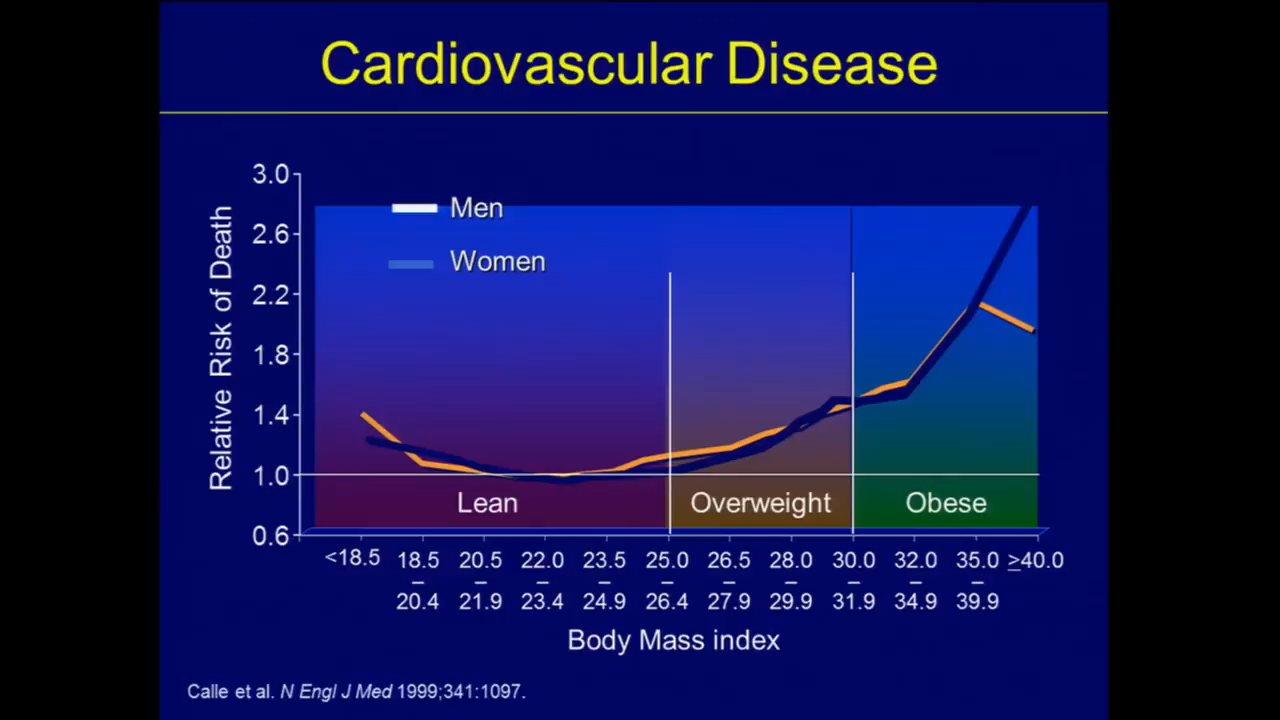 Cardiovascular Disease
3.0
2.6
2.2
1.8
1.4
1.0
0.6
Relative Risk of Death
Men
Women
Lean
Overweight
Obese
<18.5 18.5 20.5 22.0 23.5 25.0 26.5 28.0 30.0 32.0 35.0 ≥40.0
– – – – – – – – – –
20.4 21.9 23.4 24.9 26.4 27.9 29.9 31.9 34.9 39.9
Body Mass index
Calle et al. N Engl J Med 1999;341:1097.